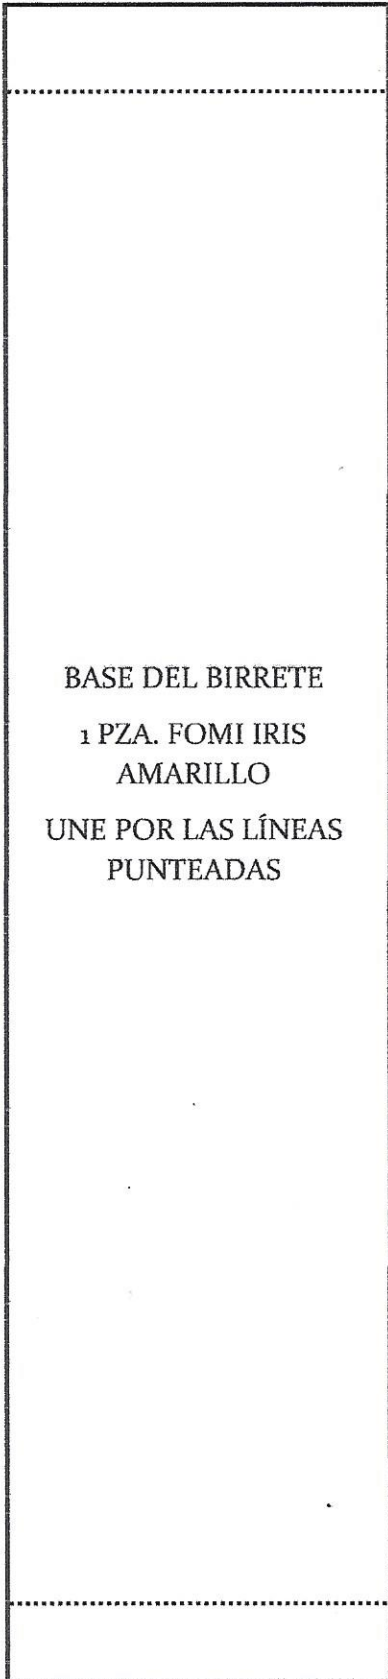 BASE DEL BIRRETE
1 PZA. FOMI IRIS
AMARILLO
UNE POR LAS LÍNEAS
PUNTEADAS